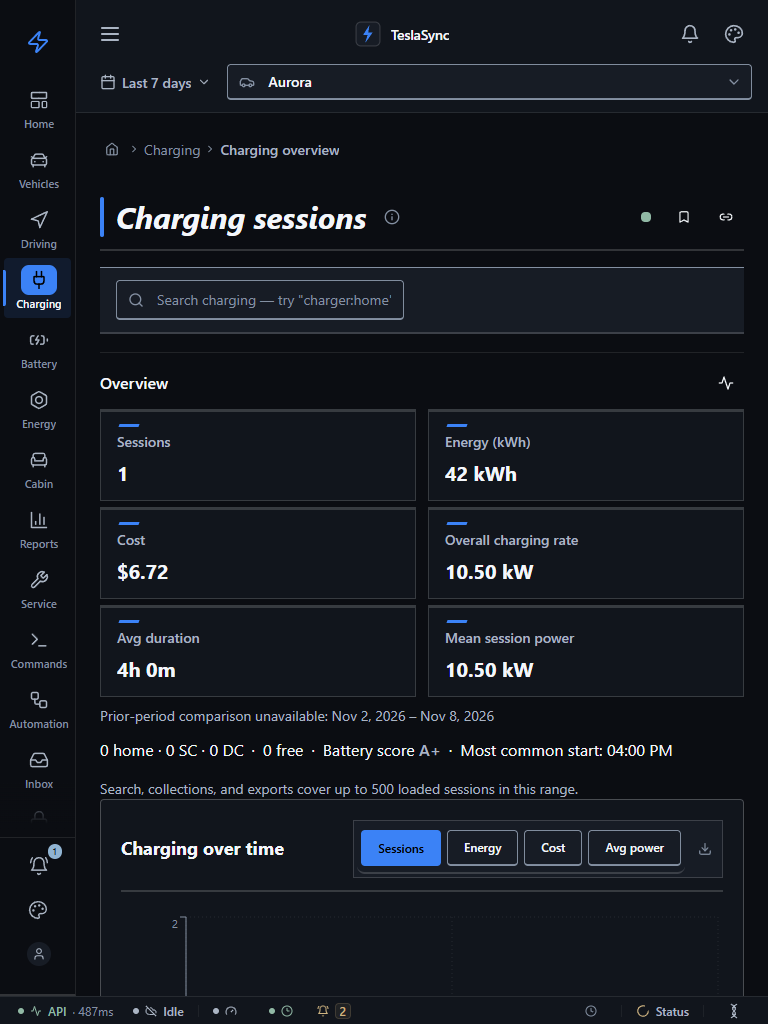 TeslaSync
Last 7 days
Aurora
Home
Vehicles
Driving
Charging
Battery
Energy
Cabin
Reports
Service
Commands
Automation
Inbox
1
Charging
Charging overview
Charging sessions
Search charging — try "charger:home'
Overview
Sessions
1
Energy (kWh)
42 kWh
Cost
$6.72
Overall charging rate
10.50 kW
Avg duration
4h 0m
Mean session power
10.50 kW
Prior-period comparison unavailable: Nov 2, 2026 – Nov 8, 2026
0 home · 0 SC · 0 DC · 0 free · Battery score A+ · Most common start: 04:00 PM
Search, collections, and exports cover up to 500 loaded sessions in this range.
Charging over time
Sessions
Energy
Cost
Avg power
2
API · 487ms
Idle
2
Status